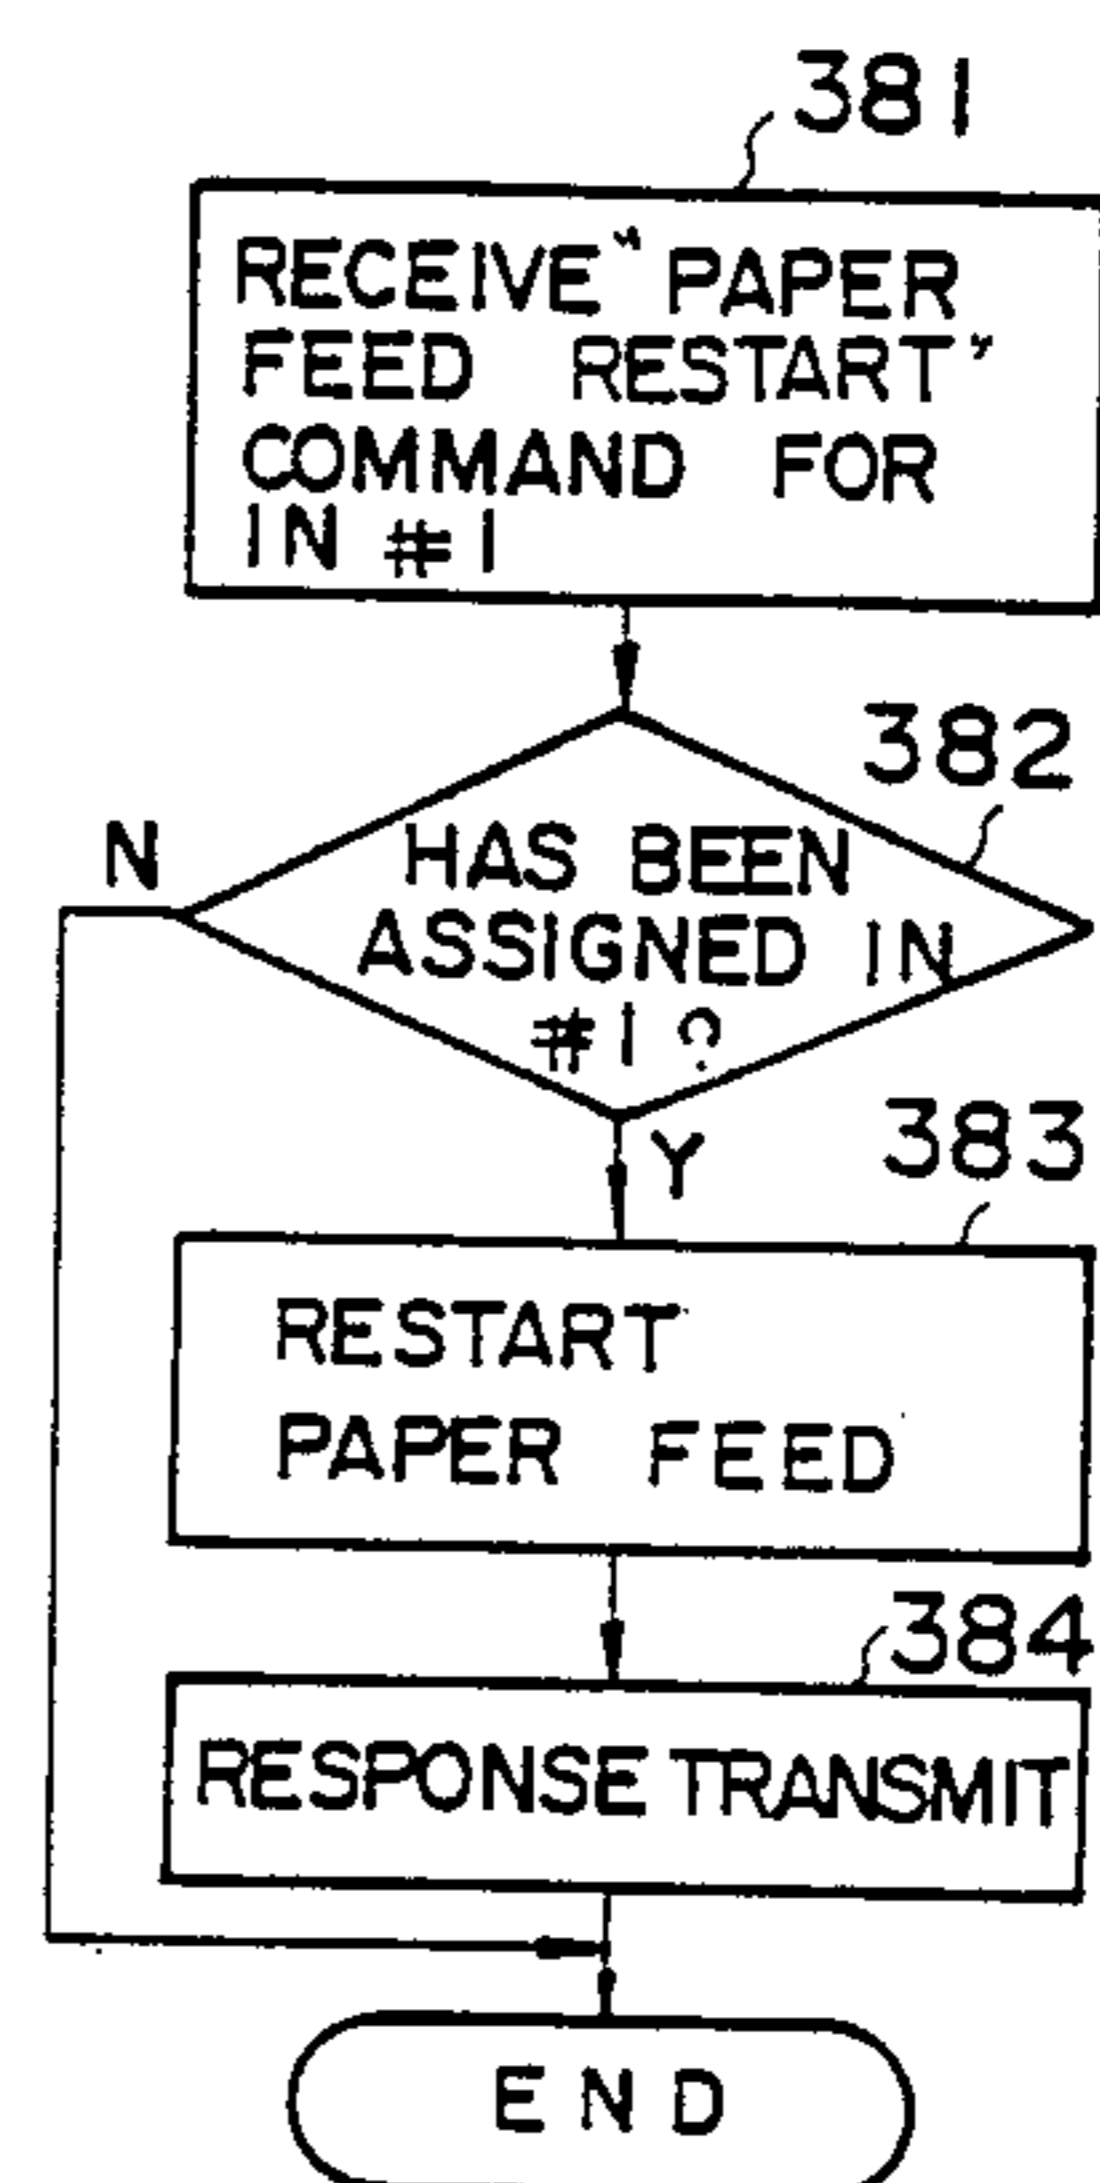 381
RECEIVE "PAPER
FEED RESTART"
COMMAND FOR
IN #1
382
N
HAS BEEN
ASSIGNED IN
#1?
Y
383
RESTART
PAPER FEED
384
RESPONSE TRANSMIT
END